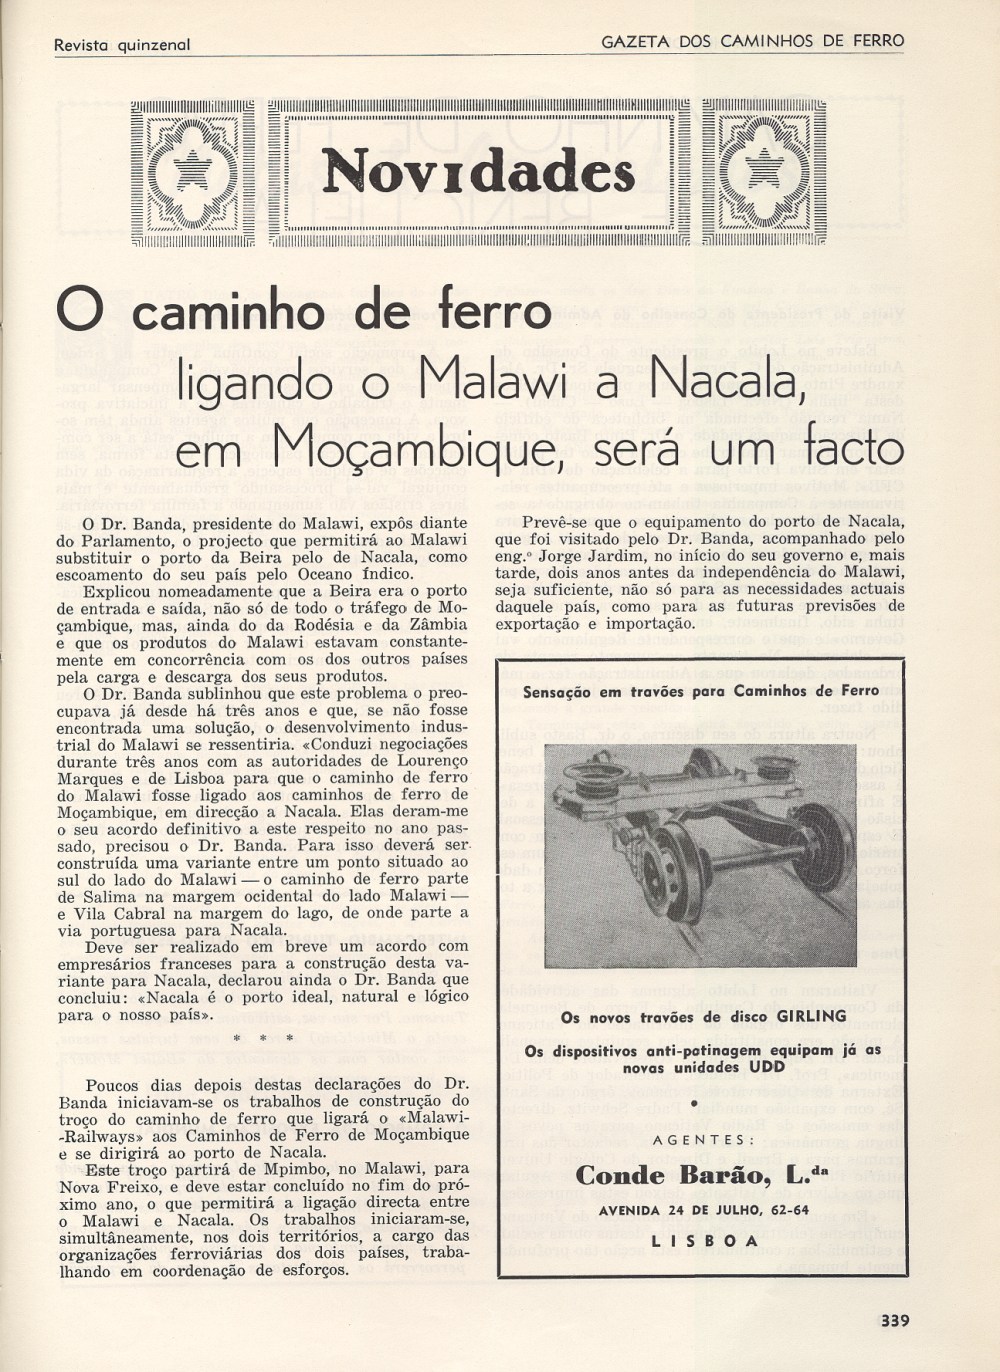 Revista quinzenal
GAZETA DOS CAMINHOS DE FERRO
Novidades
O caminho de ferro
ligando o Malawi a Nacala,
em Moçambique, será um facto
O Dr. Banda, presidente do Malawi, expôs diante
do Parlamento, o projecto que permitirá ao Malawi
substituir o porto da Beira pelo de Nacala, como
escoamento do seu país pelo Oceano Índico.
Explicou nomeadamente que a Beira era o porto
de entrada e saída, não só de todo o tráfego de Mo-
çambique, mas, ainda do da Rodésia e da Zâmbia
e que os produtos do Malawi estavam constante-
mente em concorrência com os dos outros países
pela carga e descarga dos seus produtos.
O Dr. Banda sublinhou que este problema o preo-
cupava já desde há três anos e que, se não fosse
encontrada uma solução, o desenvolvimento indus-
trial do Malawi se ressentiria. «Conduzi negociações
durante três anos com as autoridades de Lourenço
Marques e de Lisboa para que o caminho de ferro
do Malawi fosse ligado aos caminhos de ferro de
Moçambique, em direcção a Nacala. Elas deram-me
o seu acordo definitivo a este respeito no ano pas-
sado, precisou o Dr. Banda. Para isso deverá ser
construída uma variante entre um ponto situado ao
sul do lado do Malawi — o caminho de ferro parte
de Salima na margem ocidental do lado Malawi —
e Vila Cabral na margem do lago, de onde parte a
via portuguesa para Nacala.
Deve ser realizado em breve um acordo com
empresários franceses para a construção desta va-
riante para Nacala, declarou ainda o Dr. Banda que
concluiu: «Nacala é o porto ideal, natural e lógico
para o nosso país».
* * *
Poucos dias depois destas declarações do Dr.
Banda iniciavam-se os trabalhos de construção do
troço do caminho de ferro que ligará o «Malawi-
-Railways» aos Caminhos de Ferro de Moçambique
e se dirigirá ao porto de Nacala.
Este troço partirá de Mpimbo, no Malawi, para
Nova Freixo, e deve estar concluído no fim do pró-
ximo ano, o que permitirá a ligação directa entre
o Malawi e Nacala. Os trabalhos iniciaram-se,
simultâneamente, nos dois territórios, a cargo das
organizações ferroviárias dos dois países, traba-
lhando em coordenação de esforços.
Prevê-se que o equipamento do porto de Nacala,
que foi visitado pelo Dr. Banda, acompanhado pelo
eng.º Jorge Jardim, no início do seu governo e, mais
tarde, dois anos antes da independência do Malawi,
seja suficiente, não só para as necessidades actuais
daquele país, como para as futuras previsões de
exportação e importação.
Sensação em travões para Caminhos de Ferro
Os novos travões de disco GIRLING
Os dispositivos anti-patinagem equipam já as
novas unidades UDD
•
AGENTES:
Conde Barão, L.da
AVENIDA 24 DE JULHO, 62-64
LISBOA
339